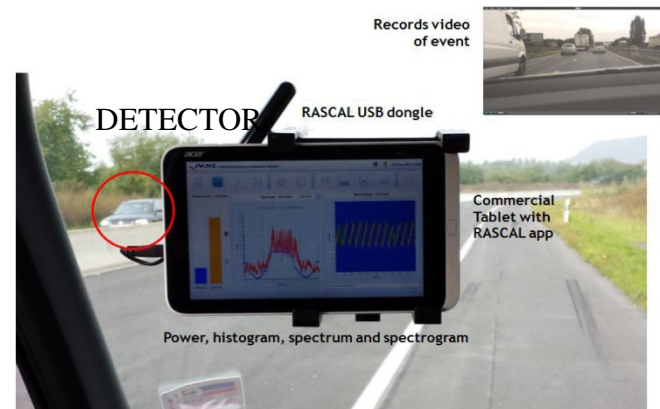 Records video
of event
DETECTOR
RASCAL USB dongle
acer
NSL
Commercial
Tablet with
RASCAL app
Power, histogram, spectrum and spectrogram